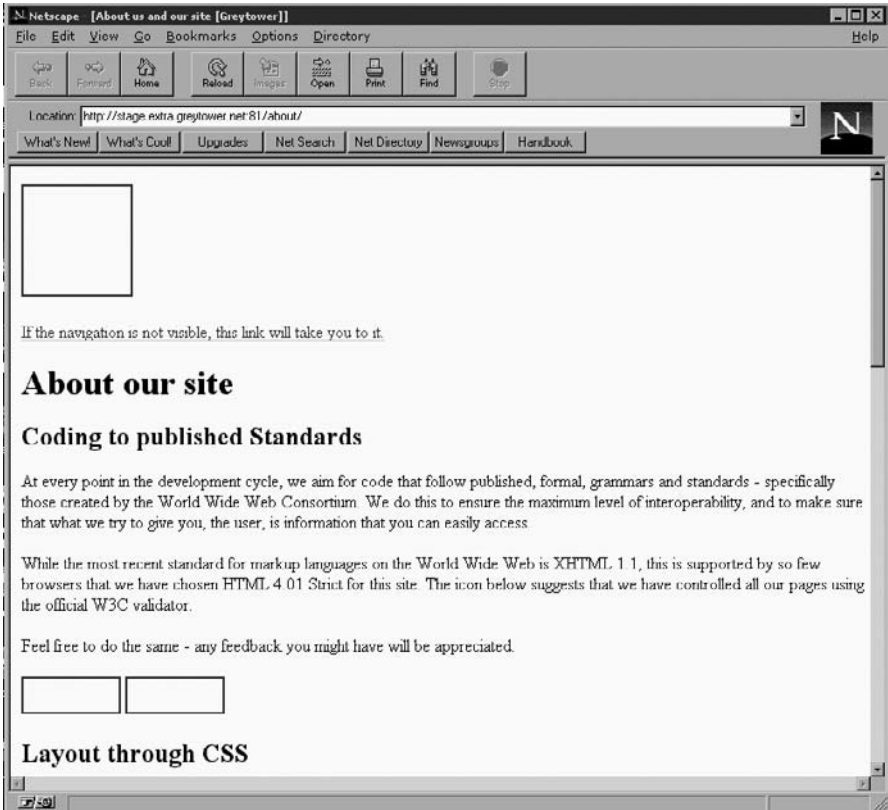 Netscape - [About us and our site [Greytower]]
File Edit View Go Bookmarks Options Directory Help
Back Forward Home Reload Images Open Print Find Stop
Location: http://stage.extra.greytower.net:81/about/
What's New! What's Cool! Upgrades Net Search Net Directory Newsgroups Handbook
N
If the navigation is not visible, this link will take you to it.
About our site
Coding to published Standards
At every point in the development cycle, we aim for code that follow published, formal, grammars and standards - specifically
those created by the World Wide Web Consortium. We do this to ensure the maximum level of interoperability, and to make sure
that what we try to give you, the user, is information that you can easily access.
While the most recent standard for markup languages on the World Wide Web is XHTML 1.1, this is supported by so few
browsers that we have chosen HTML 4.01 Strict for this site. The icon below suggests that we have controlled all our pages using
the official W3C validator.
Feel free to do the same - any feedback you might have will be appreciated.
Layout through CSS